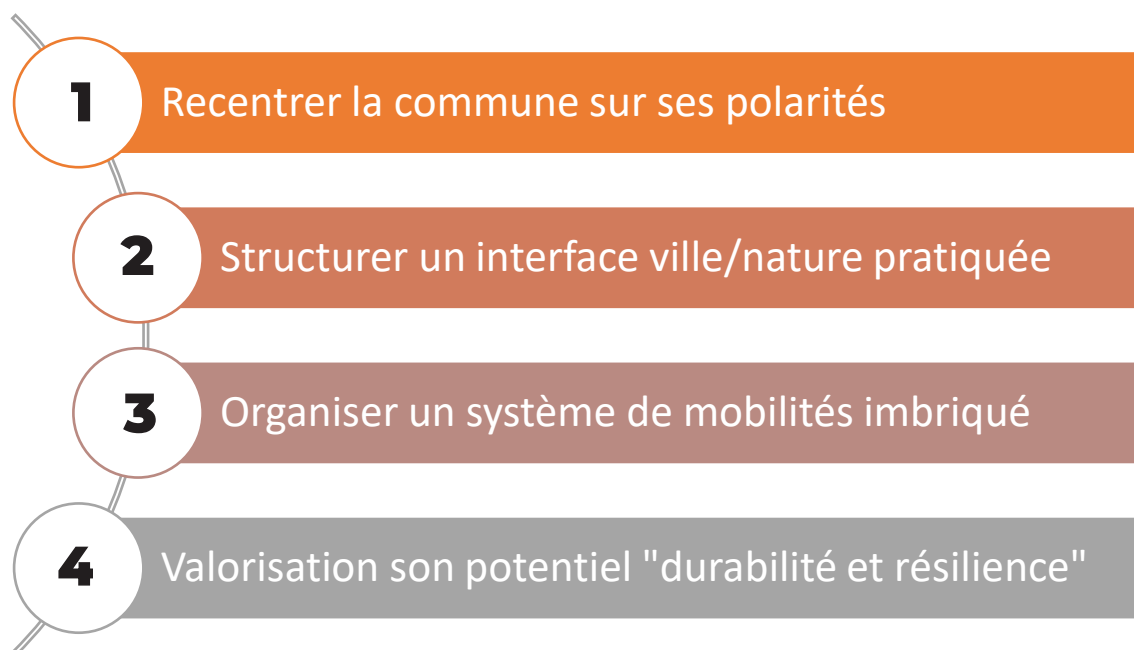 1 Recentrer la commune sur ses polarités
2 Structurer un interface ville/nature pratiquée
3 Organiser un système de mobilités imbriqué
4 Valorisation son potentiel "durabilité et résilience"